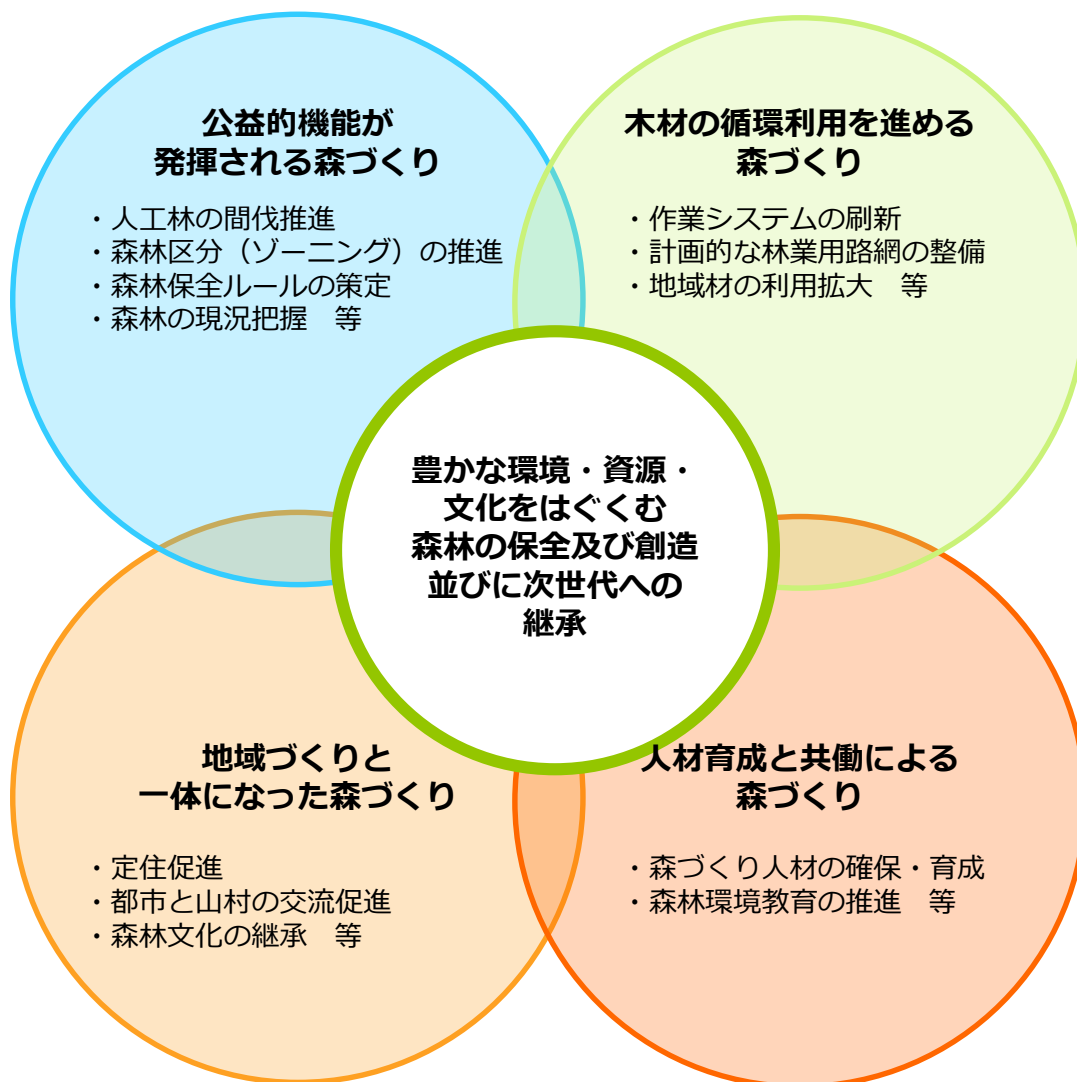 公益的機能が
発揮される森づくり
・人工林の間伐推進
・森林区分（ゾーニング）の推進
・森林保全ルールの策定
・森林の現況把握　等
木材の循環利用を進める
森づくり
・作業システムの刷新
・計画的な林業用路網の整備
・地域材の利用拡大　等
豊かな環境・資源・
文化をはぐくむ
森林の保全及び創造
並びに次世代への
継承
地域づくりと
一体になった森づくり
・定住促進
・都市と山村の交流促進
・森林文化の継承　等
人材育成と共働による
森づくり
・森づくり人材の確保・育成
・森林環境教育の推進　等